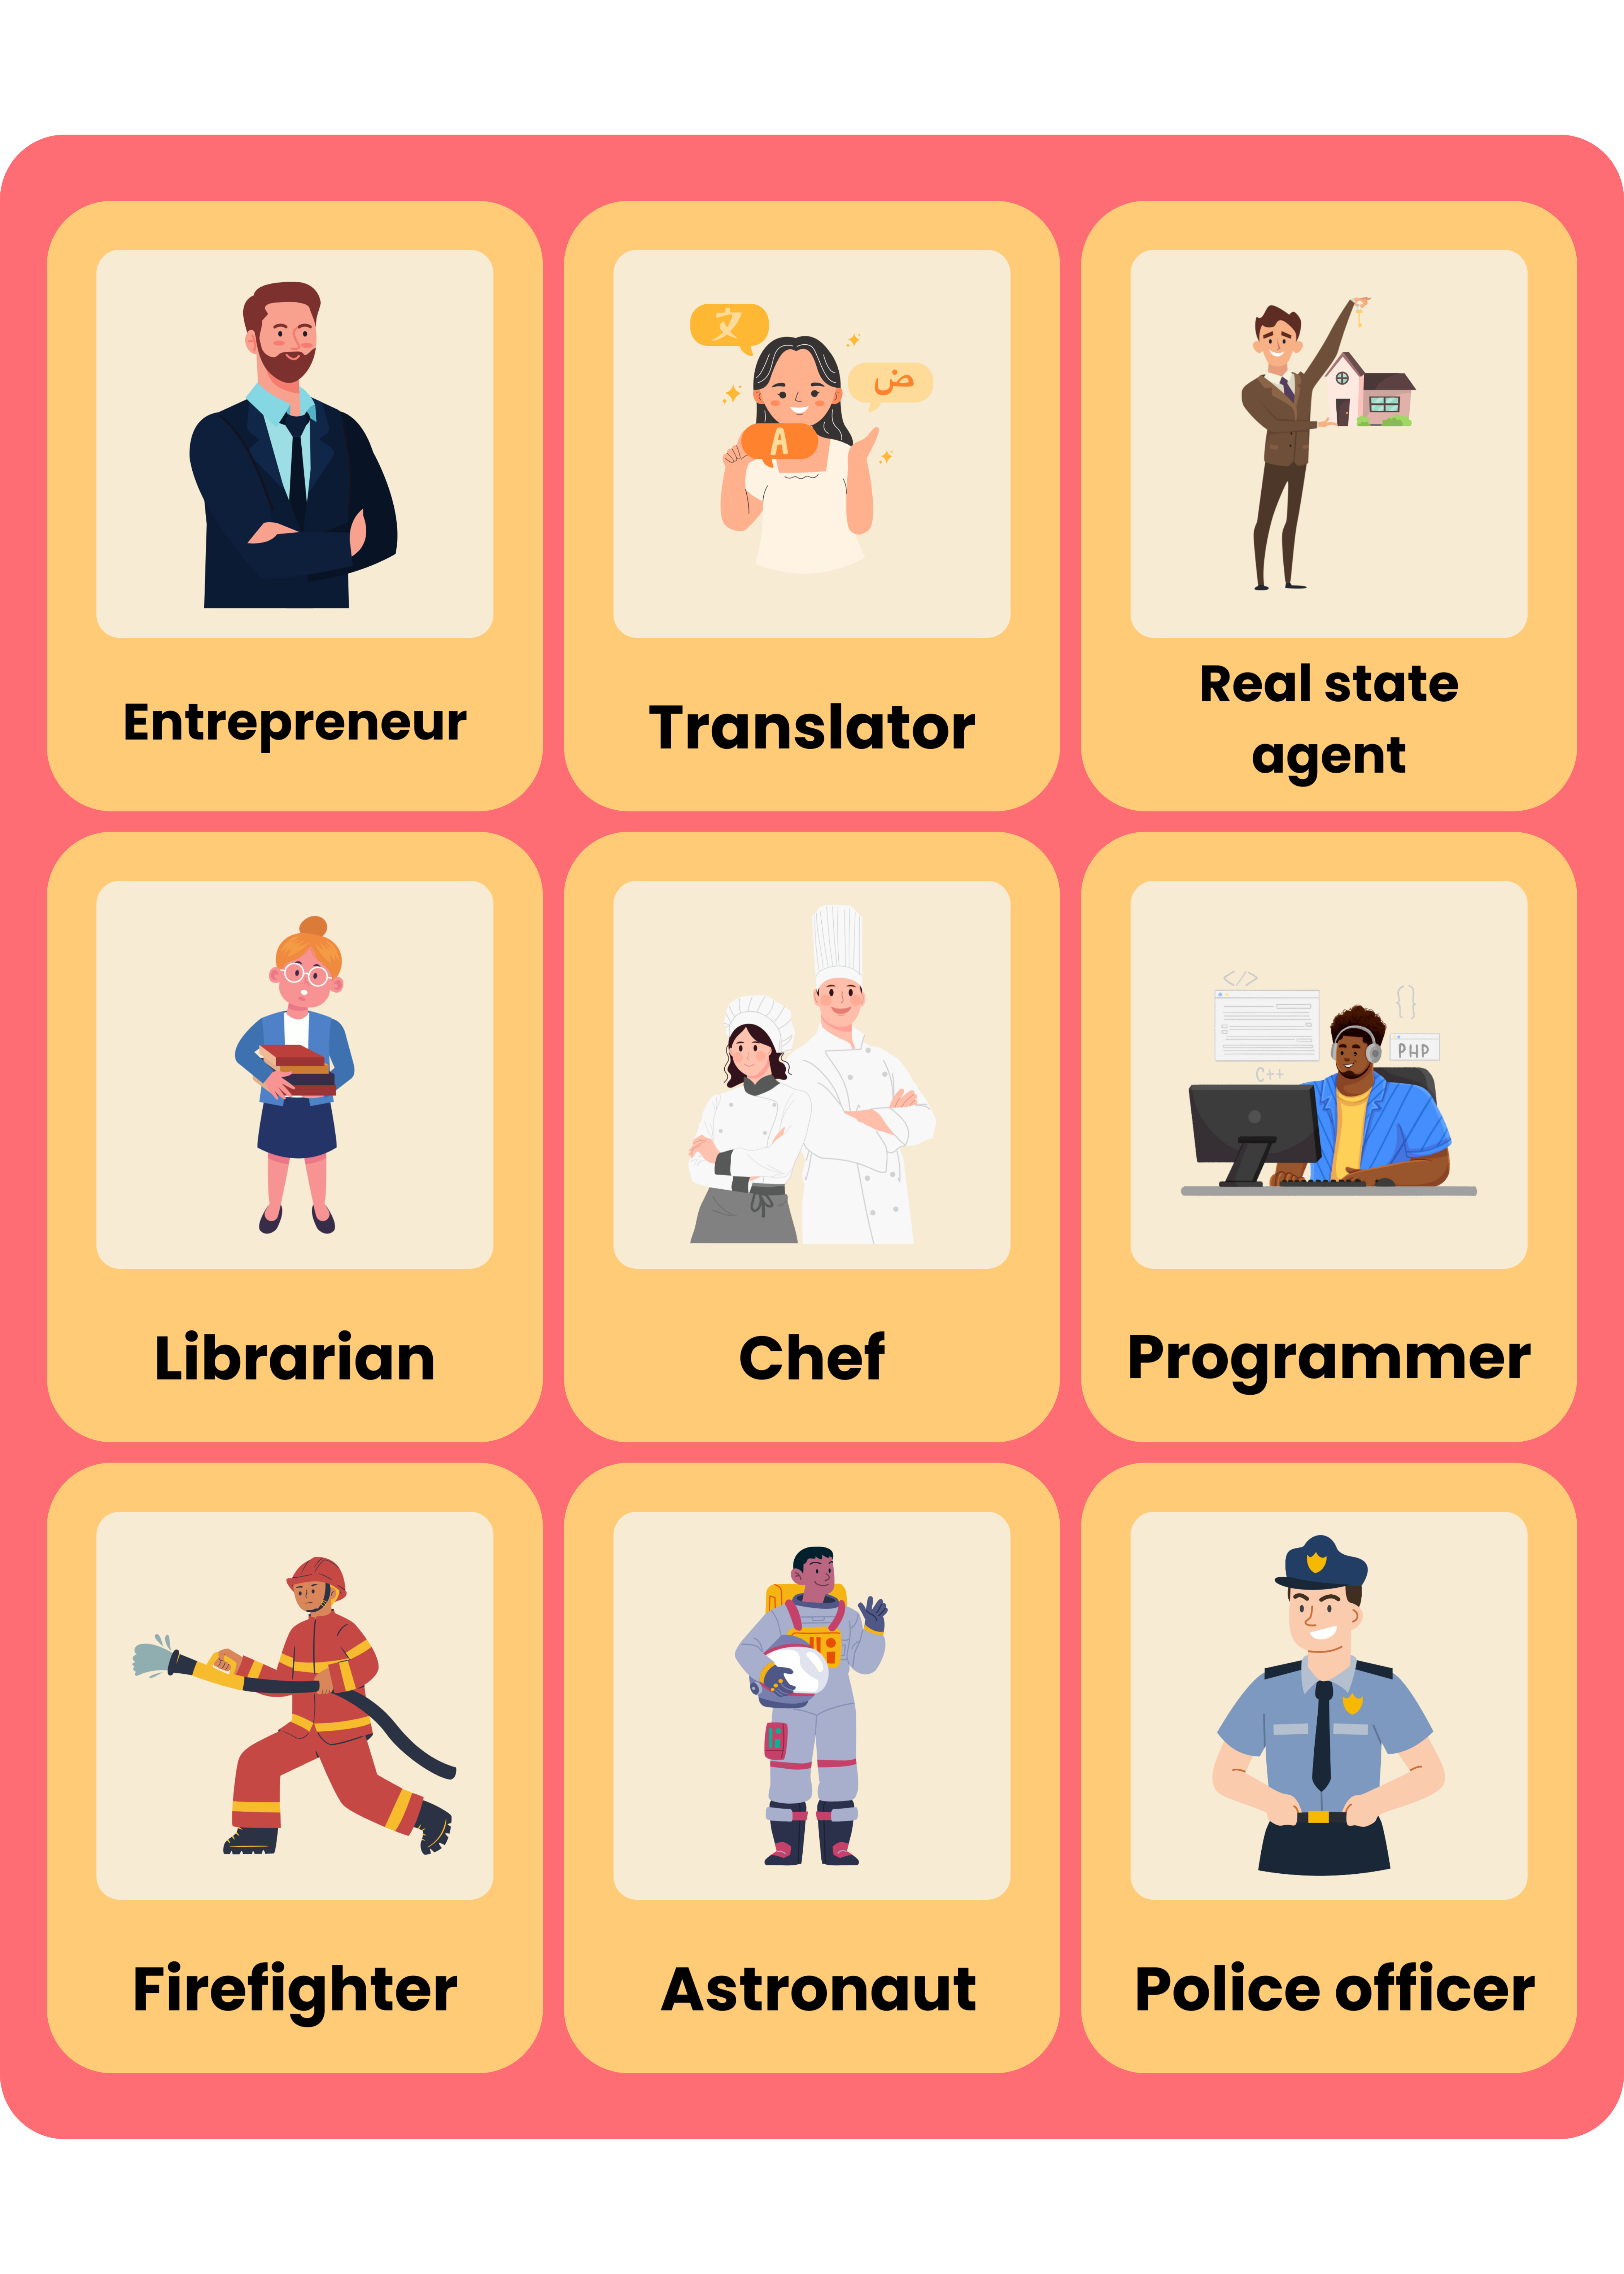 文
ض
A
Entrepreneur
Translator
Real state
agent
</>
{ }
PHP
C++
Librarian
Chef
Programmer
Firefighter
Astronaut
Police officer